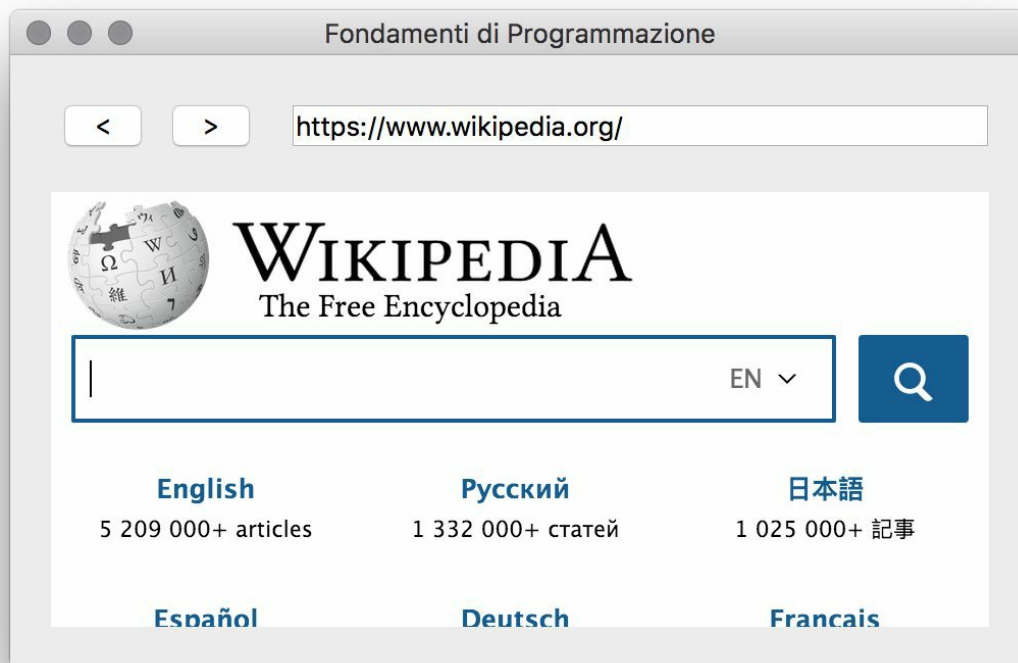 Fondamenti di Programmazione
< > https://www.wikipedia.org/
WIKIPEDIA
The Free Encyclopedia
EN
English Русский 日本語
5 209 000+ articles 1 332 000+ статей 1 025 000+ 記事
Español Deutsch Français